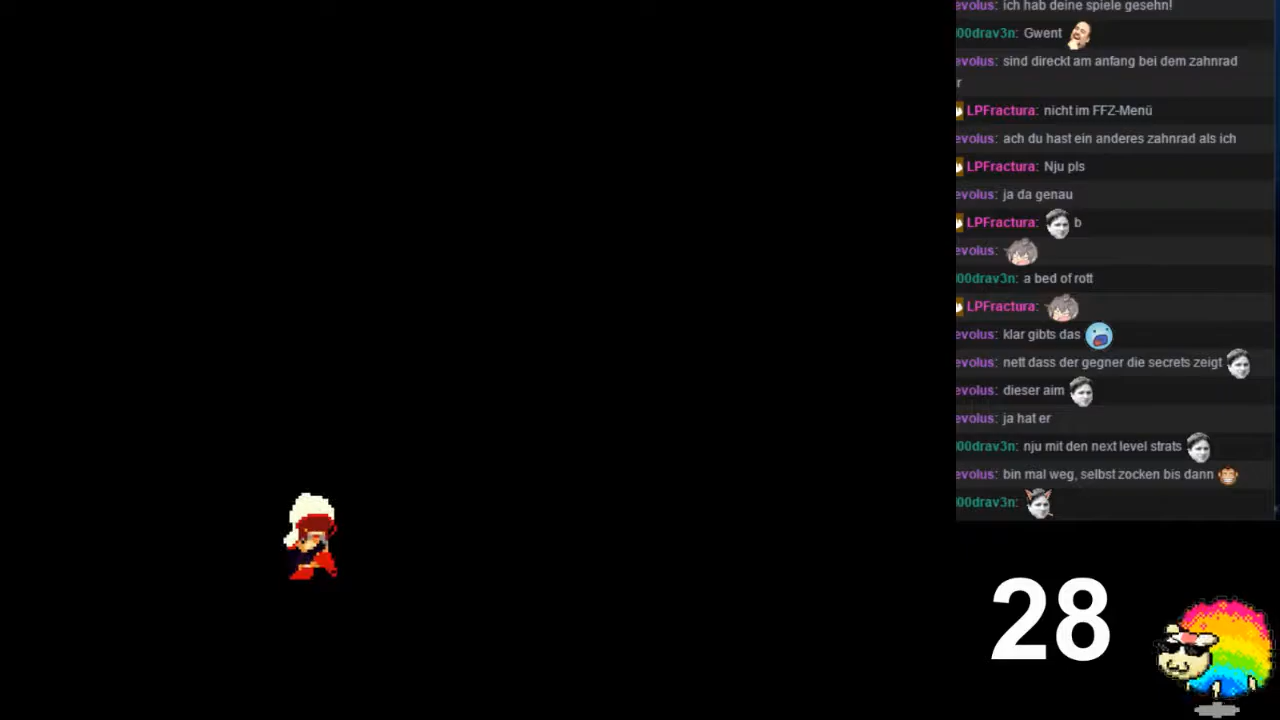 evolus: ich hab deine spiele gesehn!
00drav3n: Gwent
evolus: sind direckt am anfang bei dem zahnrad
r
LPFractura: nicht im FFZ-Menü
evolus: ach du hast ein anderes zahnrad als ich
LPFractura: Nju pls
evolus: ja da genau
LPFractura: b
evolus:
00drav3n: a bed of rott
LPFractura:
evolus: klar gibts das
evolus: nett dass der gegner die secrets zeigt
evolus: dieser aim
evolus: ja hat er
00drav3n: nju mit den next level strats
evolus: bin mal weg, selbst zocken bis dann
00drav3n:
28